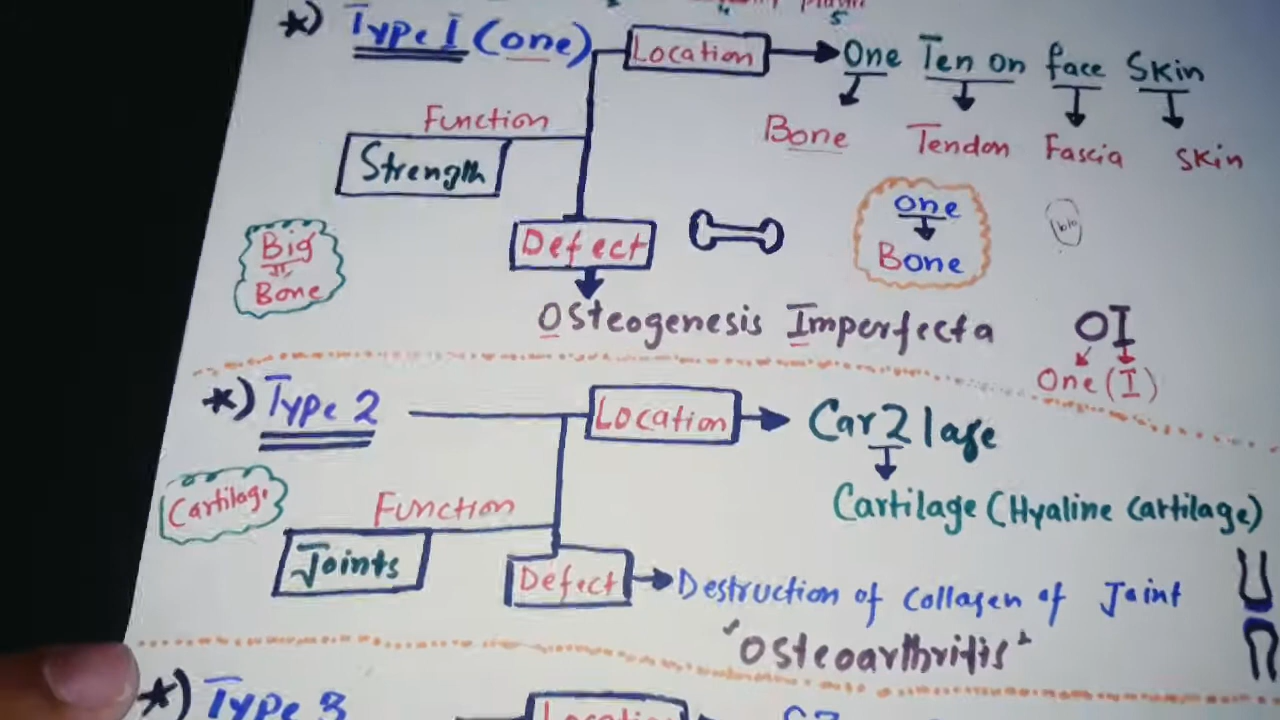 5
*) Type I (one)
Location
One Ten on face Skin
Bone Tendon Fascia Skin
Function
Strength
Defect
one
Bone
Big
Bone
Osteogenesis Imperfecta
OI
One (I)
*) Type 2
Location
Car2lage
Cartilage (Hyaline Cartilage)
Cartilage
Function
Joints
Defect
Destruction of Collagen of Joint
"Osteoarthritis"
*) Type 3
Location